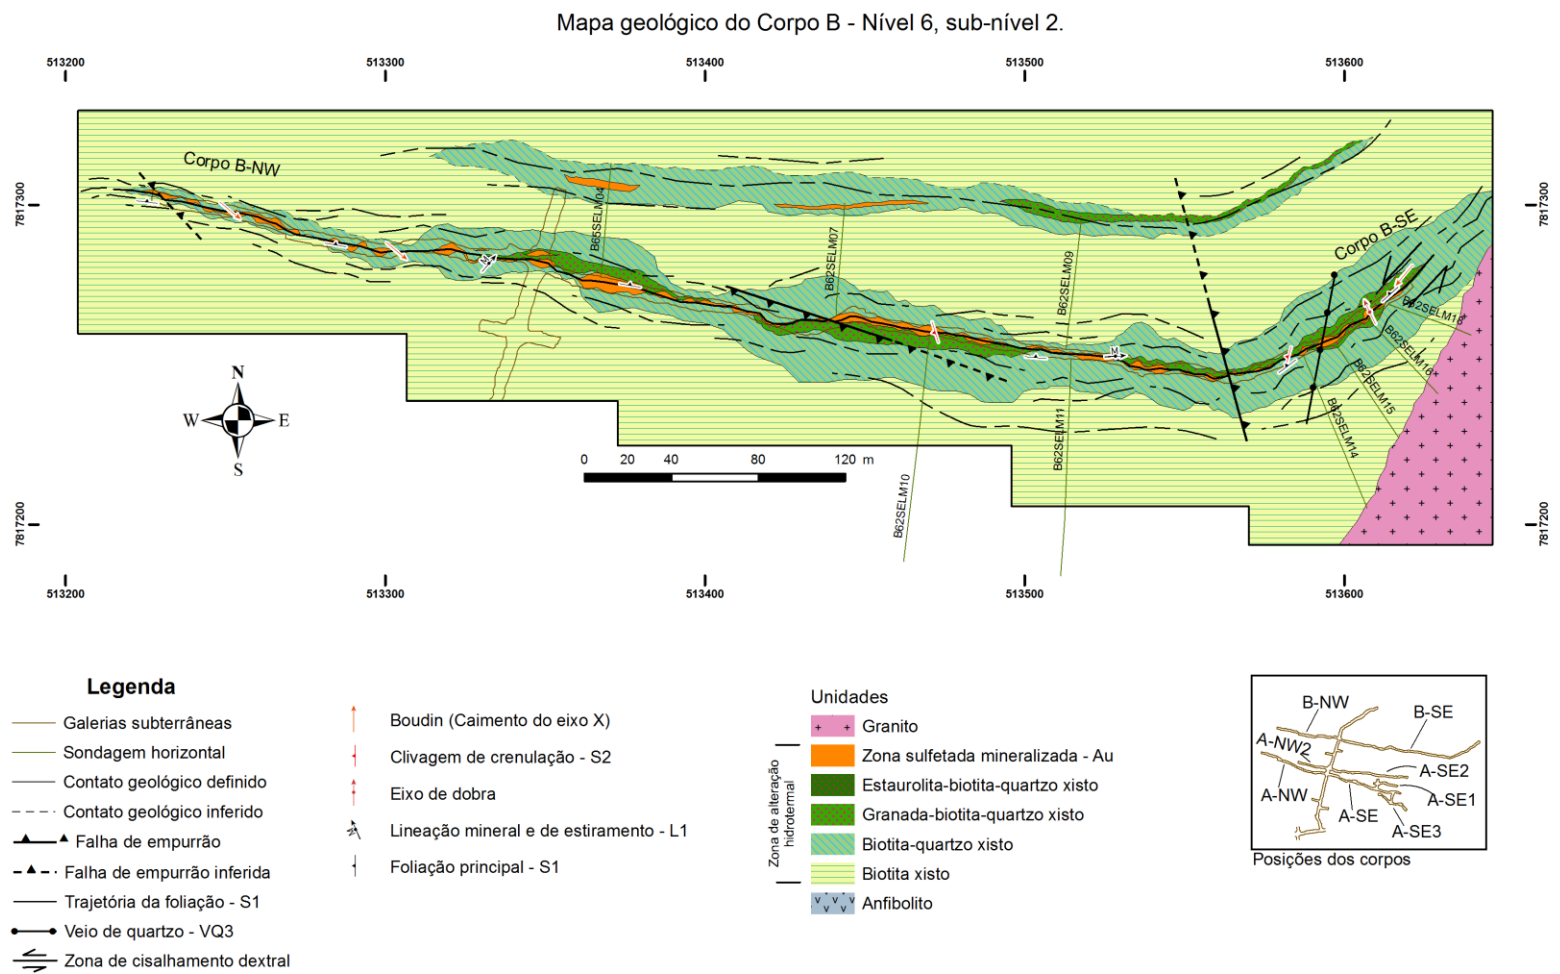 Mapa geológico do Corpo B - Nível 6, sub-nível 2.
513200 513300 513400 513500 513600
7817300 7817300
7817200 7817200
Corpo B-NW
Corpo B-SE
B65SELM04
B62SELM07
B62SELM09
B62SELM10
B62SELM11
B62SELM14
B62SELM15
B62SELM16
B62SELM18
N
W E
S
0 20 40 80 120 m
513200 513300 513400 513500 513600
Legenda
Galerias subterrâneas
Sondagem horizontal
Contato geológico definido
Contato geológico inferido
Falha de empurrão
Falha de empurrão inferida
Trajetória da foliação - S1
Veio de quartzo - VQ3
Zona de cisalhamento dextral
Boudin (Caimento do eixo X)
Clivagem de crenulação - S2
Eixo de dobra
Lineação mineral e de estiramento - L1
Foliação principal - S1
Unidades
Granito
Zona sulfetada mineralizada - Au
Estaurolita-biotita-quartzo xisto
Granada-biotita-quartzo xisto
Biotita-quartzo xisto
Biotita xisto
Anfibolito
Zona de alteração
hidrotermal
B-NW
B-SE
A-NW2
A-SE2
A-NW
A-SE
A-SE1
A-SE3
Posições dos corpos